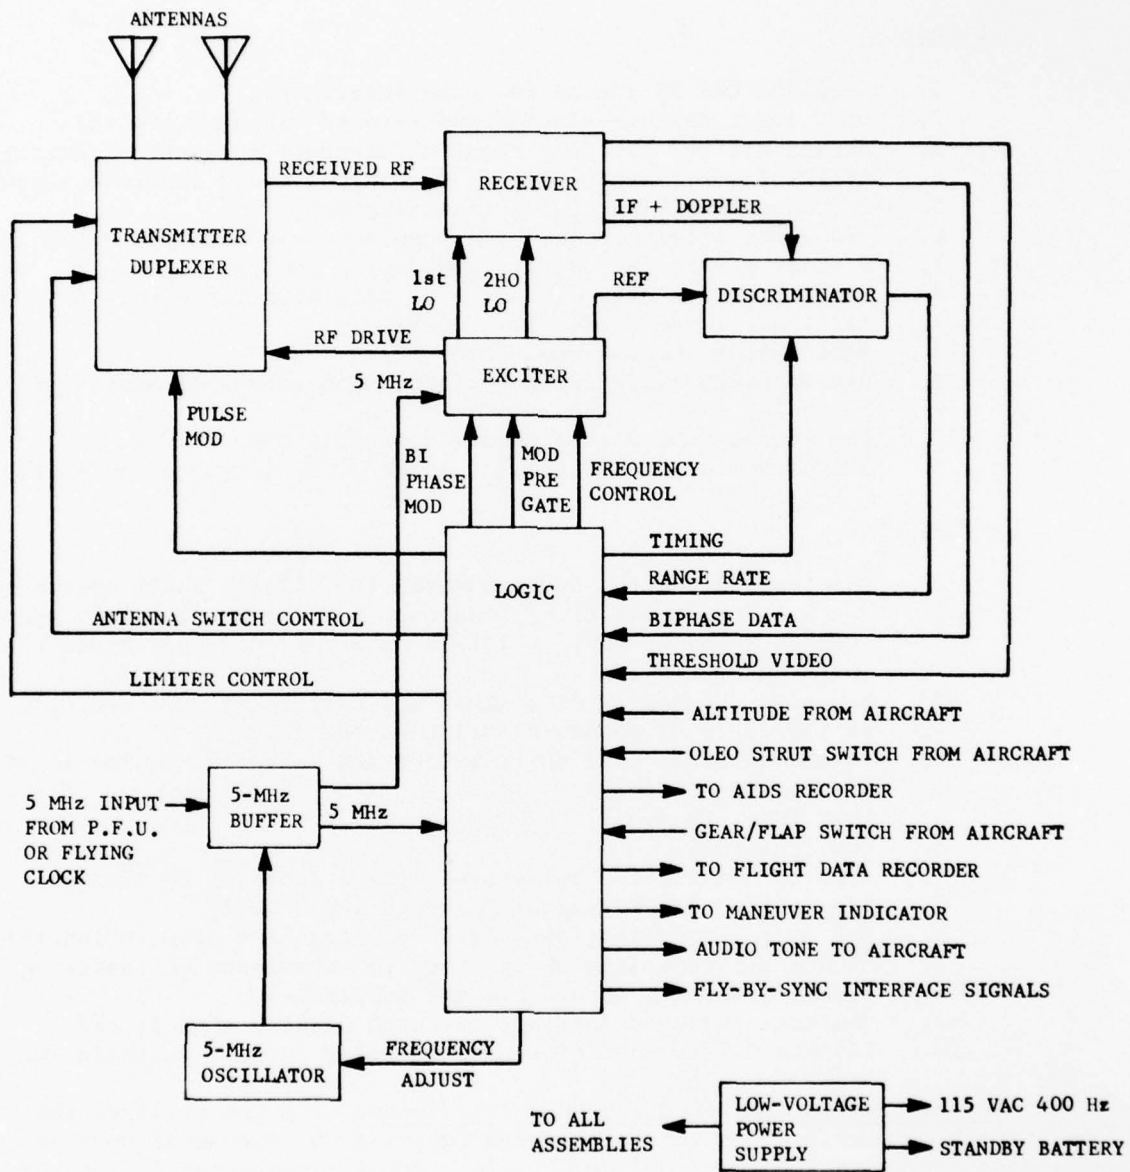 ANTENNAS
RECEIVED RF
RECEIVER
IF + DOPPLER
TRANSMITTER
DUPLEXER
1st
LO
2HO
LO
REF
DISCRIMINATOR
RF DRIVE
5 MHz
EXCITER
PULSE
MOD
BI
PHASE
MOD
MOD
PRE
GATE
FREQUENCY
CONTROL
TIMING
LOGIC
RANGE RATE
ANTENNA SWITCH CONTROL
BIPHASE DATA
LIMITER CONTROL
THRESHOLD VIDEO
ALTITUDE FROM AIRCRAFT
OLEO STRUT SWITCH FROM AIRCRAFT
5 MHz INPUT
FROM P.F.U.
OR FLYING
CLOCK
5-MHz
BUFFER
5 MHz
TO AIDS RECORDER
GEAR/FLAP SWITCH FROM AIRCRAFT
TO FLIGHT DATA RECORDER
TO MANEUVER INDICATOR
AUDIO TONE TO AIRCRAFT
FLY-BY-SYNC INTERFACE SIGNALS
5-MHz
OSCILLATOR
FREQUENCY
ADJUST
TO ALL
ASSEMBLIES
LOW-VOLTAGE
POWER
SUPPLY
115 VAC 400 Hz
STANDBY BATTERY